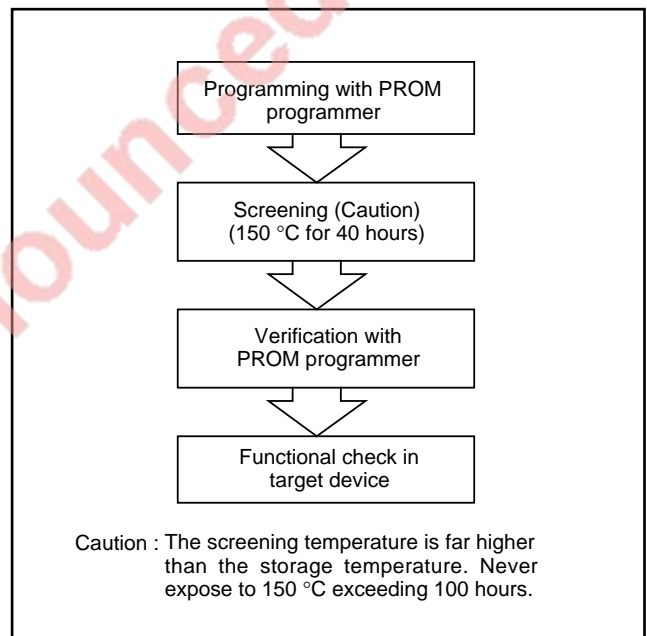 Programming with PROM
programmer
Screening (Caution)
(150 °C for 40 hours)
Verification with
PROM programmer
Functional check in
target device
Caution : The screening temperature is far higher
than the storage temperature. Never
expose to 150 °C exceeding 100 hours.